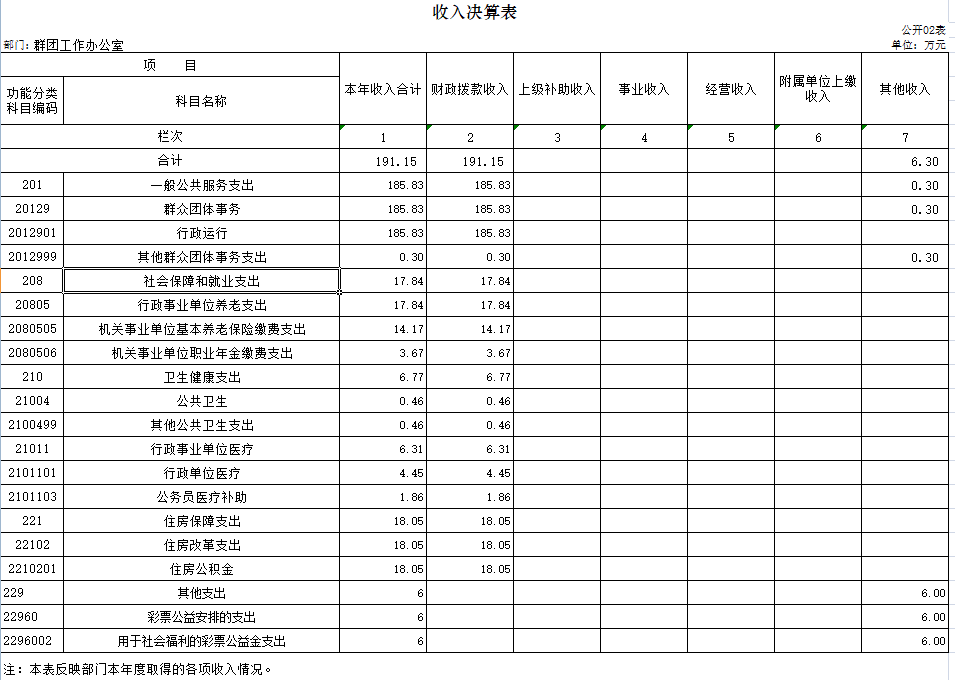 收入决算表
公开02表
部门：群团工作办公室 单位：万元
项 目 本年收入合计 财政拨款收入 上级补助收入 事业收入 经营收入 附属单位上缴收入 其他收入
功能分类科目编码 科目名称
栏次 1 2 3 4 5 6 7
合计 191.15 191.15 6.30
201 一般公共服务支出 185.83 185.83 0.30
20129 群众团体事务 185.83 185.83 0.30
2012901 行政运行 185.83 185.83
2012999 其他群众团体事务支出 0.30 0.30 0.30
208 社会保障和就业支出 17.84 17.84
20805 行政事业单位养老支出 17.84 17.84
2080505 机关事业单位基本养老保险缴费支出 14.17 14.17
2080506 机关事业单位职业年金缴费支出 3.67 3.67
210 卫生健康支出 6.77 6.77
21004 公共卫生 0.46 0.46
2100499 其他公共卫生支出 0.46 0.46
21011 行政事业单位医疗 6.31 6.31
2101101 行政单位医疗 4.45 4.45
2101103 公务员医疗补助 1.86 1.86
221 住房保障支出 18.05 18.05
22102 住房改革支出 18.05 18.05
2210201 住房公积金 18.05 18.05
229 其他支出 6 6.00
22960 彩票公益安排的支出 6 6.00
2296002 用于社会福利的彩票公益金支出 6 6.00
注：本表反映部门本年度取得的各项收入情况。